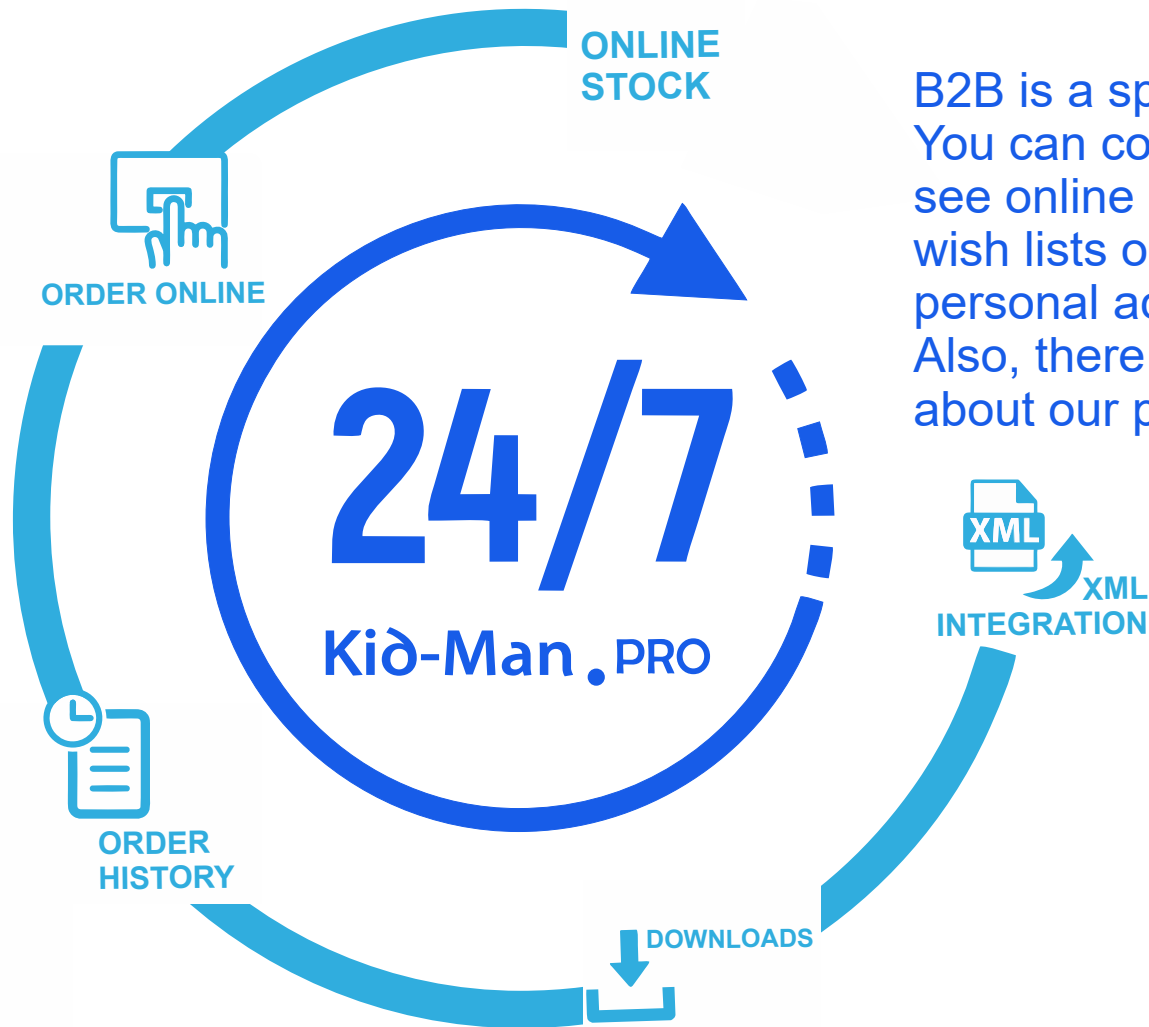 ONLINE
STOCK
B2B is a
You can
see online
wish lists
personal
Also, there
about our
ORDER ONLINE
24/7
Kid-Man.PRO
XML
XML
INTEGRATION
ORDER
HISTORY
DOWNLOADS